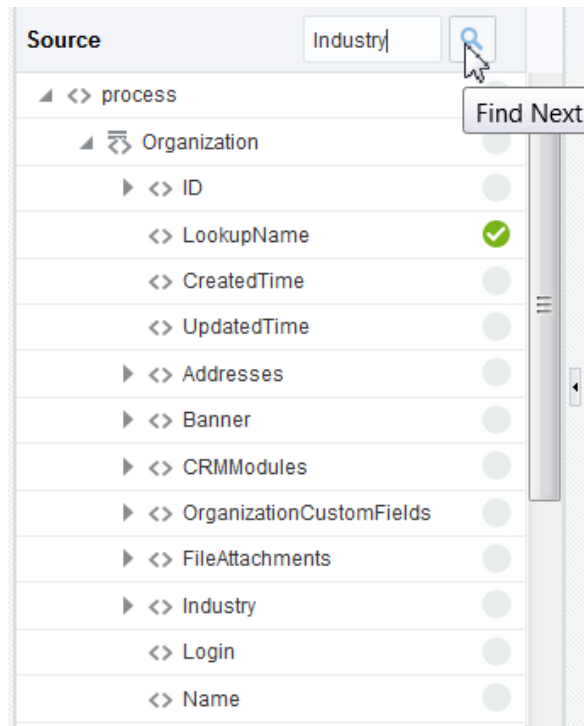 Source Industry
process
Find Next
Organization
ID
LookupName
CreatedTime
UpdatedTime
Addresses
Banner
CRMModules
OrganizationCustomFields
FileAttachments
Industry
Login
Name